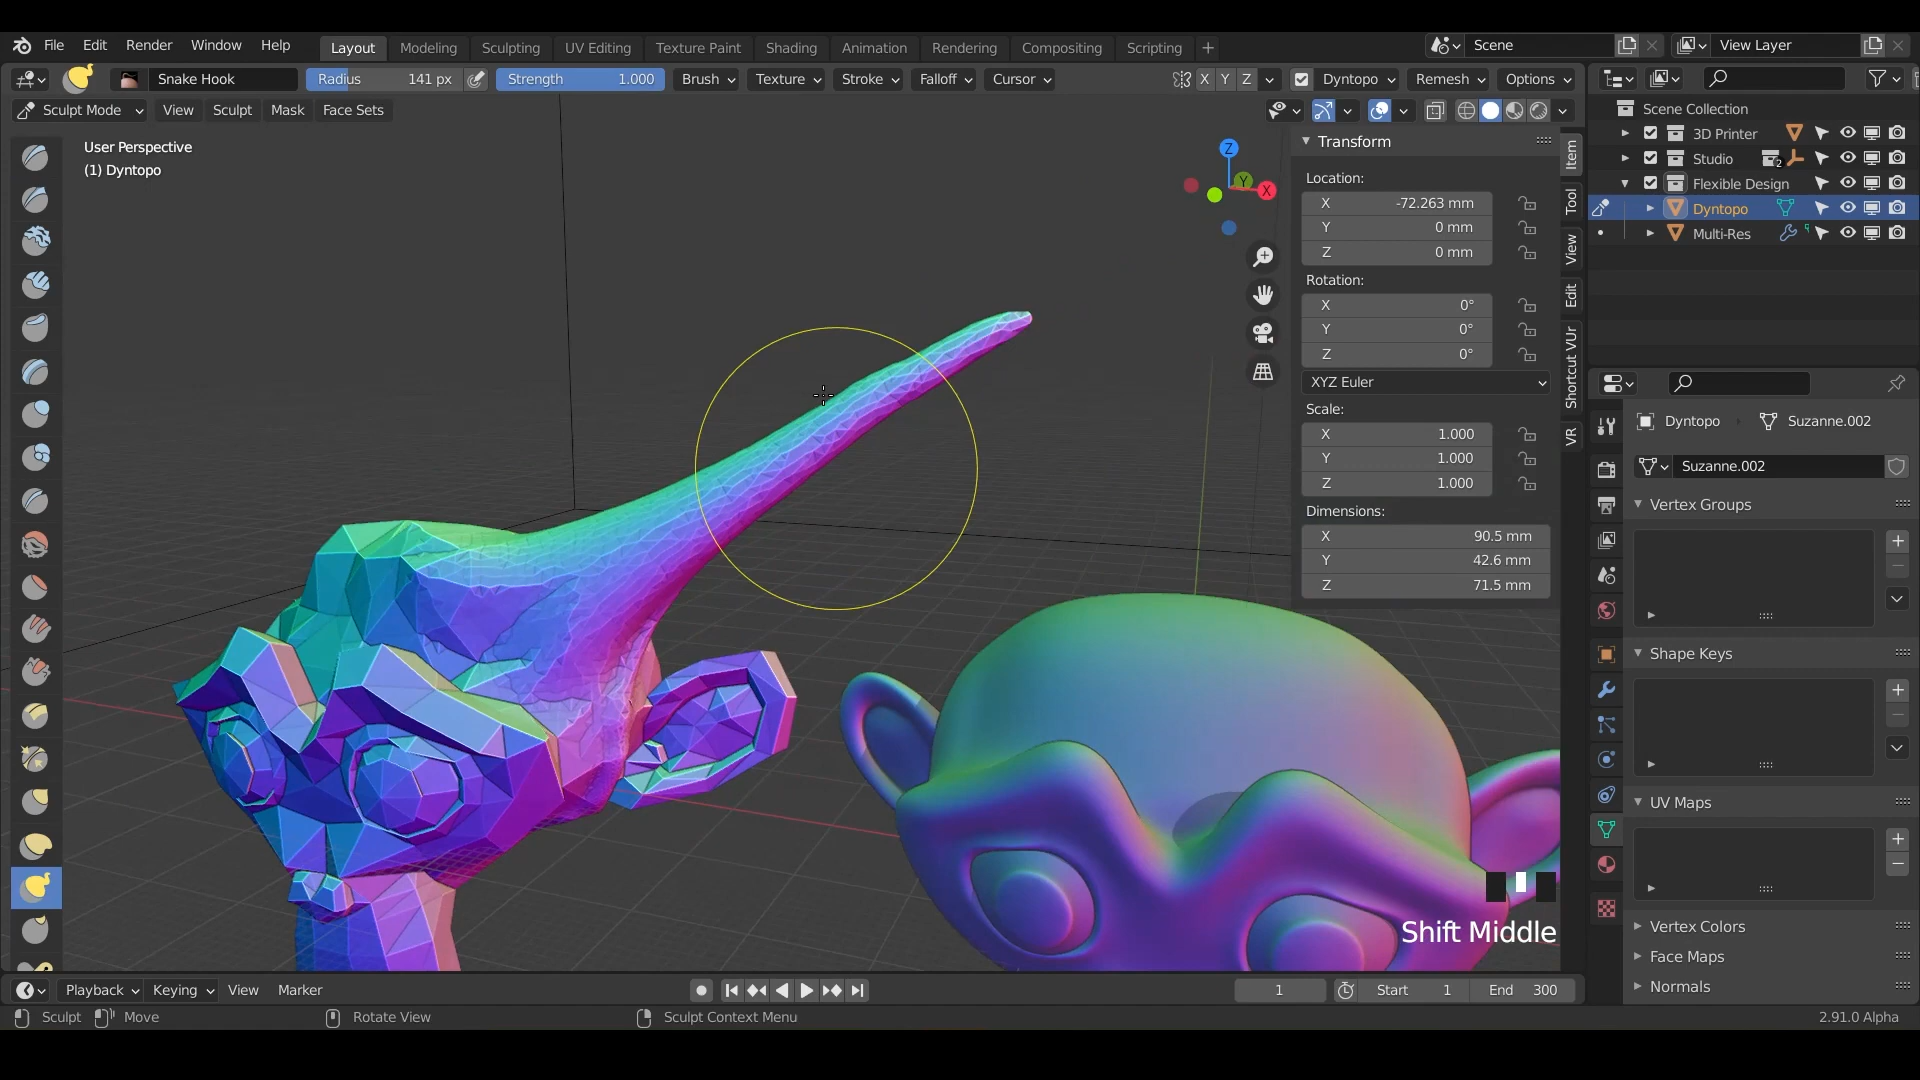 File Edit Render Window Help Layout Modeling Sculpting UV Editing Texture Paint Shading Animation Rendering Compositing Scripting + Scene View Layer
Snake Hook Radius 141 px Strength 1.000 Brush Texture Stroke Falloff Cursor X Y Z Dyntopo Remesh Options
Sculpt Mode View Sculpt Mask Face Sets
User Perspective
(1) Dyntopo
Z
Y
X
Transform
Location:
X -72.263 mm
Y 0 mm
Z 0 mm
Rotation:
X 0°
Y 0°
Z 0°
XYZ Euler
Scale:
X 1.000
Y 1.000
Z 1.000
Dimensions:
X 90.5 mm
Y 42.6 mm
Z 71.5 mm
Item
Tool
View
Edit
Shortcut VUr
VR
Scene Collection
3D Printer
Studio 2
Flexible Design
Dyntopo
Multi-Res
Dyntopo Suzanne.002
Suzanne.002
Vertex Groups
Shape Keys
UV Maps
Vertex Colors
Face Maps
Normals
Shift Middle
Playback Keying View Marker 1 Start 1 End 300
Sculpt Move Rotate View Sculpt Context Menu 2.91.0 Alpha